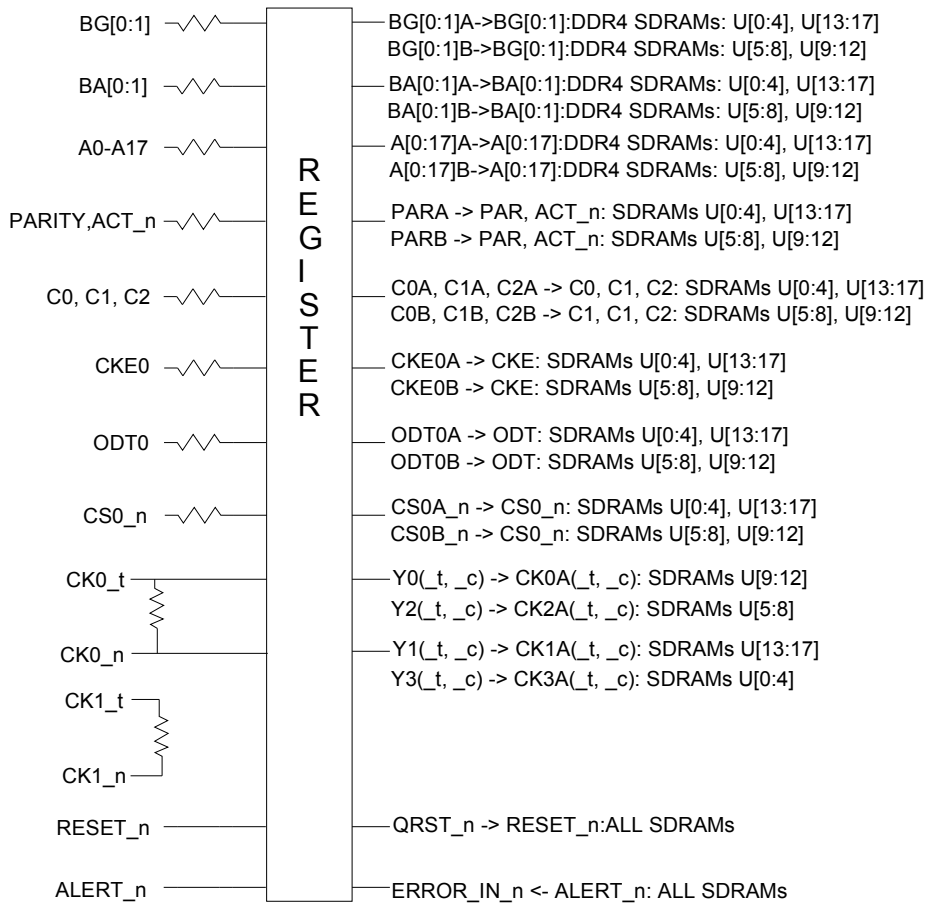 BG[0:1]
BG[0:1]A->BG[0:1]:DDR4 SDRAMs: U[0:4], U[13:17]
BG[0:1]B->BG[0:1]:DDR4 SDRAMs: U[5:8], U[9:12]
BA[0:1]
BA[0:1]A->BA[0:1]:DDR4 SDRAMs: U[0:4], U[13:17]
BA[0:1]B->BA[0:1]:DDR4 SDRAMs: U[5:8], U[9:12]
A0-A17
A[0:17]A->A[0:17]:DDR4 SDRAMs: U[0:4], U[13:17]
A[0:17]B->A[0:17]:DDR4 SDRAMs: U[5:8], U[9:12]
REGISTER
PARITY,ACT_n
PARA -> PAR, ACT_n: SDRAMs U[0:4], U[13:17]
PARB -> PAR, ACT_n: SDRAMs U[5:8], U[9:12]
C0, C1, C2
C0A, C1A, C2A -> C0, C1, C2: SDRAMs U[0:4], U[13:17]
C0B, C1B, C2B -> C1, C1, C2: SDRAMs U[5:8], U[9:12]
CKE0
CKE0A -> CKE: SDRAMs U[0:4], U[13:17]
CKE0B -> CKE: SDRAMs U[5:8], U[9:12]
ODT0
ODT0A -> ODT: SDRAMs U[0:4], U[13:17]
ODT0B -> ODT: SDRAMs U[5:8], U[9:12]
CS0_n
CS0A_n -> CS0_n: SDRAMs U[0:4], U[13:17]
CS0B_n -> CS0_n: SDRAMs U[5:8], U[9:12]
CK0_t
Y0(_t, _c) -> CK0A(_t, _c): SDRAMs U[9:12]
Y2(_t, _c) -> CK2A(_t, _c): SDRAMs U[5:8]
CK0_n
Y1(_t, _c) -> CK1A(_t, _c): SDRAMs U[13:17]
Y3(_t, _c) -> CK3A(_t, _c): SDRAMs U[0:4]
CK1_t
CK1_n
RESET_n
QRST_n -> RESET_n:ALL SDRAMs
ALERT_n
ERROR_IN_n <- ALERT_n: ALL SDRAMs